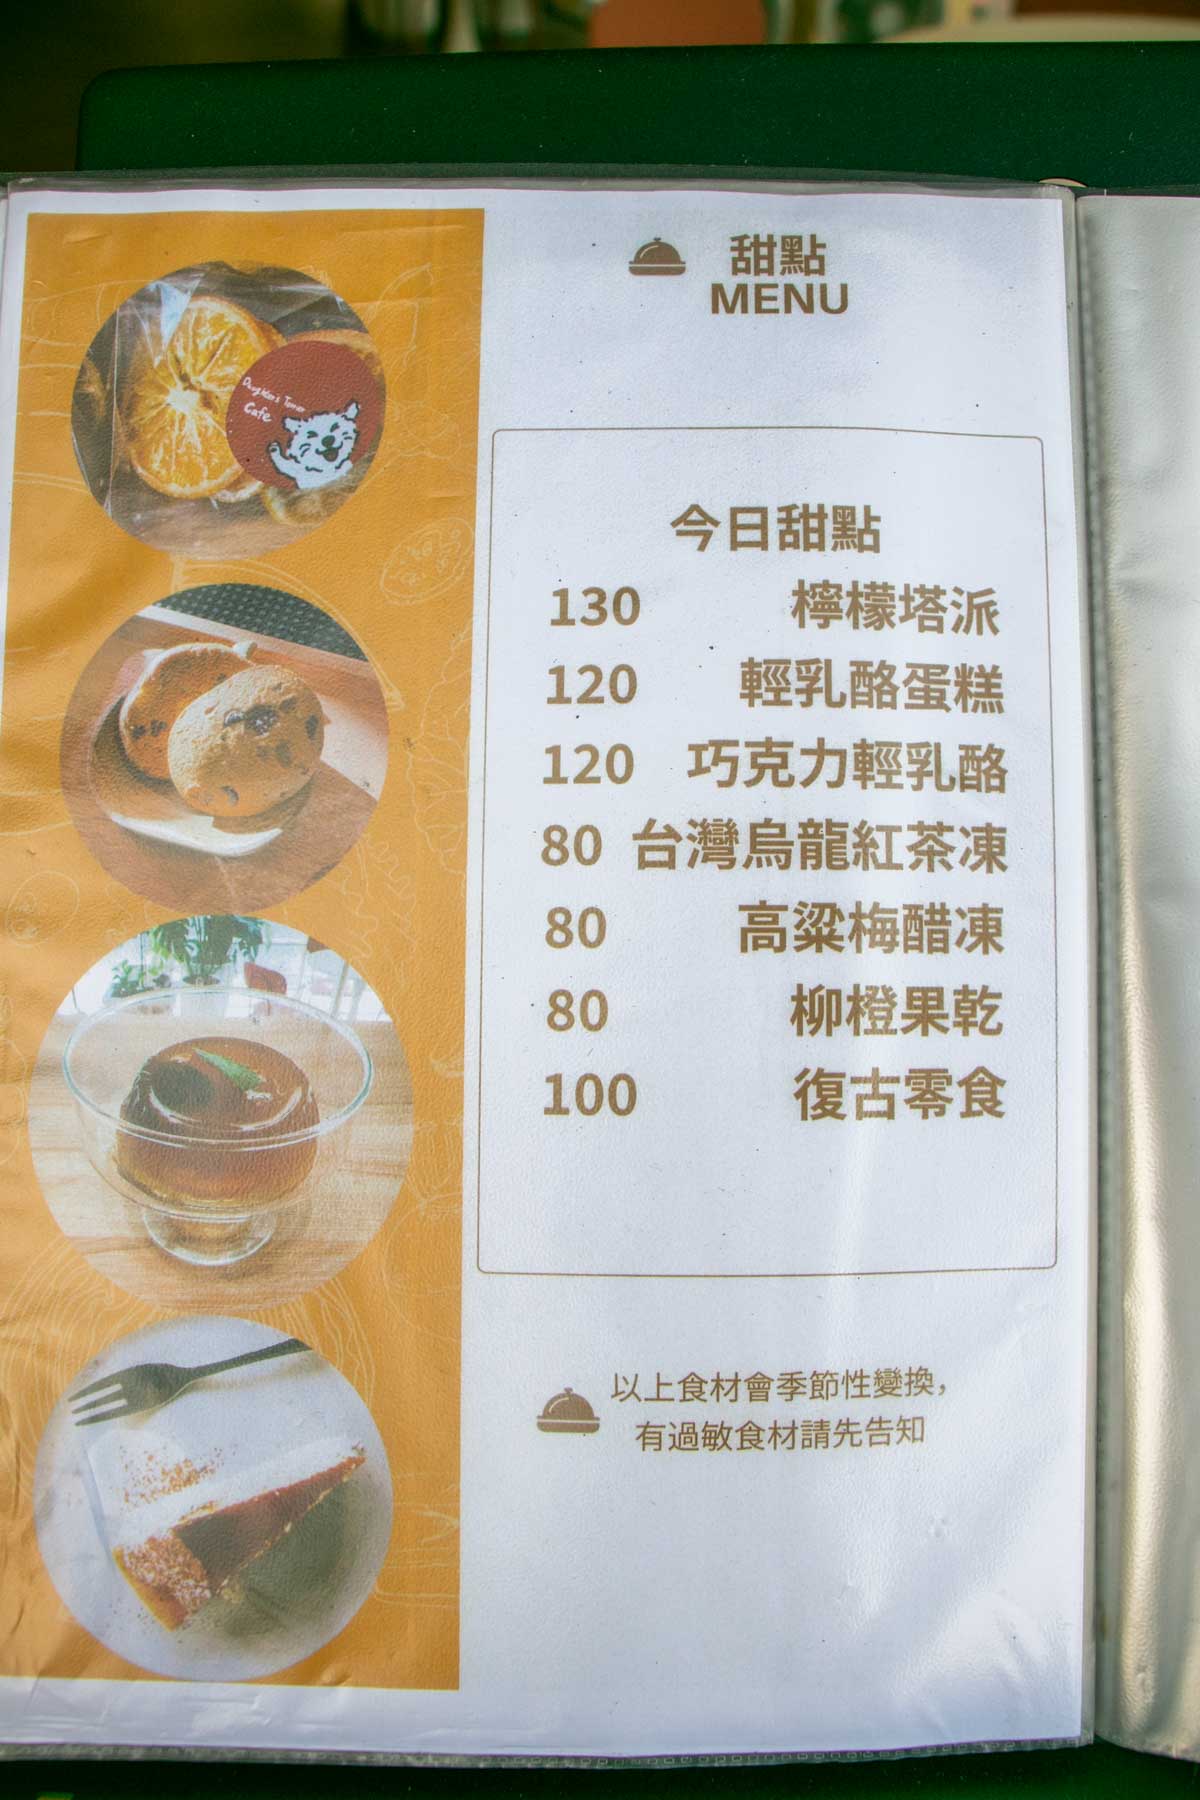 甜點
MENU
Daughter's Tower
Cafe
今日甜點
130 檸檬塔派
120 輕乳酪蛋糕
120 巧克力輕乳酪
80 台灣烏龍紅茶凍
80 高粱梅醋凍
80 柳橙果乾
100 復古零食
以上食材會季節性變換，
有過敏食材請先告知